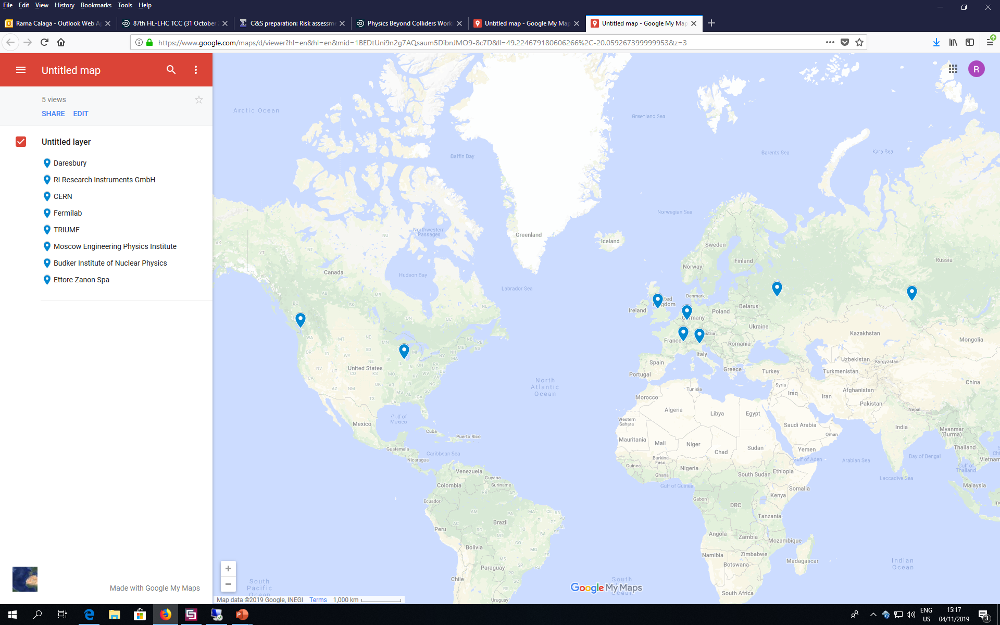 File Edit View History Bookmarks Tools Help
Rama Calaga - Outlook Web A
87th HL-LHC TCC (31 October
C&S preparation: Risk assessm
Physics Beyond Colliders Work
Untitled map - Google My Map
Untitled map - Google My Map
https://www.google.com/maps/d/viewer?hl=en&hl=en&mid=1BEDtUni9n2g7AQsaum5DibnJMO9-8c7D&ll=49.224679180606266%2C-20.059267399999953&z=3
Untitled map
5 views
SHARE EDIT
Untitled layer
Daresbury
RI Research Instruments GmbH
CERN
Fermilab
TRIUMF
Moscow Engineering Physics Institute
Budker Institute of Nuclear Physics
Ettore Zanon Spa
Made with Google My Maps
R
Arctic Ocean
Greenland Sea
Baffin Bay
Barents Sea
Kara Sea
Norwegian Sea
Northwestern
Passages
Greenland
Iceland
NU
AK
YT
NT
Sweden
Finland
Russia
Norway
Canada
Hudson Bay
Labrador Sea
AB
MB
BC
SK
NL
ON
QC
Denmark
United
Kingdom
Ireland
Belarus
Poland
Germany
Ukraine
Austria
France
Romania
Kazakhstan
Mongolia
WA
MT
ND
MN
NB
PE
NS
ME
OR
ID
SD
WY
MI
NY
NH
MA
Italy
Spain
Portugal
Greece
Turkey
Uzbekistan
Kyrgyzstan
Turkmenistan
NV
UT
CO
NE
KS
IL
IN
OH
PA
MD
DE
United States
CA
MO
KY
WV
VA
AZ
NM
OK
AR
TN
NC
MS
AL
SC
GA
TX
LA
FL
North
Atlantic
Ocean
Syria
Tunisia
China
Morocco
Iraq
Iran
Afghanistan
Pakistan
Nepal
Algeria
Libya
Egypt
Western
Sahara
Gulf of
Mexico
Mexico
Saudi Arabia
India
Myanmar
(Burma)
Oman
Cuba
Puerto Rico
Mauritania
Mali
Niger
Chad
Sudan
Yemen
Thailand
Guatemala
Caribbean Sea
Nicaragua
Burkina
Faso
Gulf of Aden
Arabian Sea
Bay of Bengal
Vietnam
Guinea
Nigeria
Ghana
South Sudan
Ethiopia
Gulf of
Thailand
Venezuela
Guyana
Suriname
Colombia
Gulf of Guinea
Laccadive Sea
Malaysia
Somalia
RR
AP
Ecuador
Gabon
Kenya
DRC
AM
PA
MA
CE
RN
PB
PI
PE
AL
SE
AC
TO
RO
BA
Brazil
Tanzania
Peru
MT
Angola
Zambia
Mozambique
GO
MG
Bolivia
ES
MS
SP
RJ
Namibia
Zimbabwe
Botswana
Madagascar
Paraguay
PR
SC
RS
Indian
Ocean
Chile
Uruguay
South
Pacific
Ocean
South
Google My Maps
South Africa
Map data ©2019 Google, INEGI Terms 1,000 km
ENG
US
15:17
04/11/2019
3